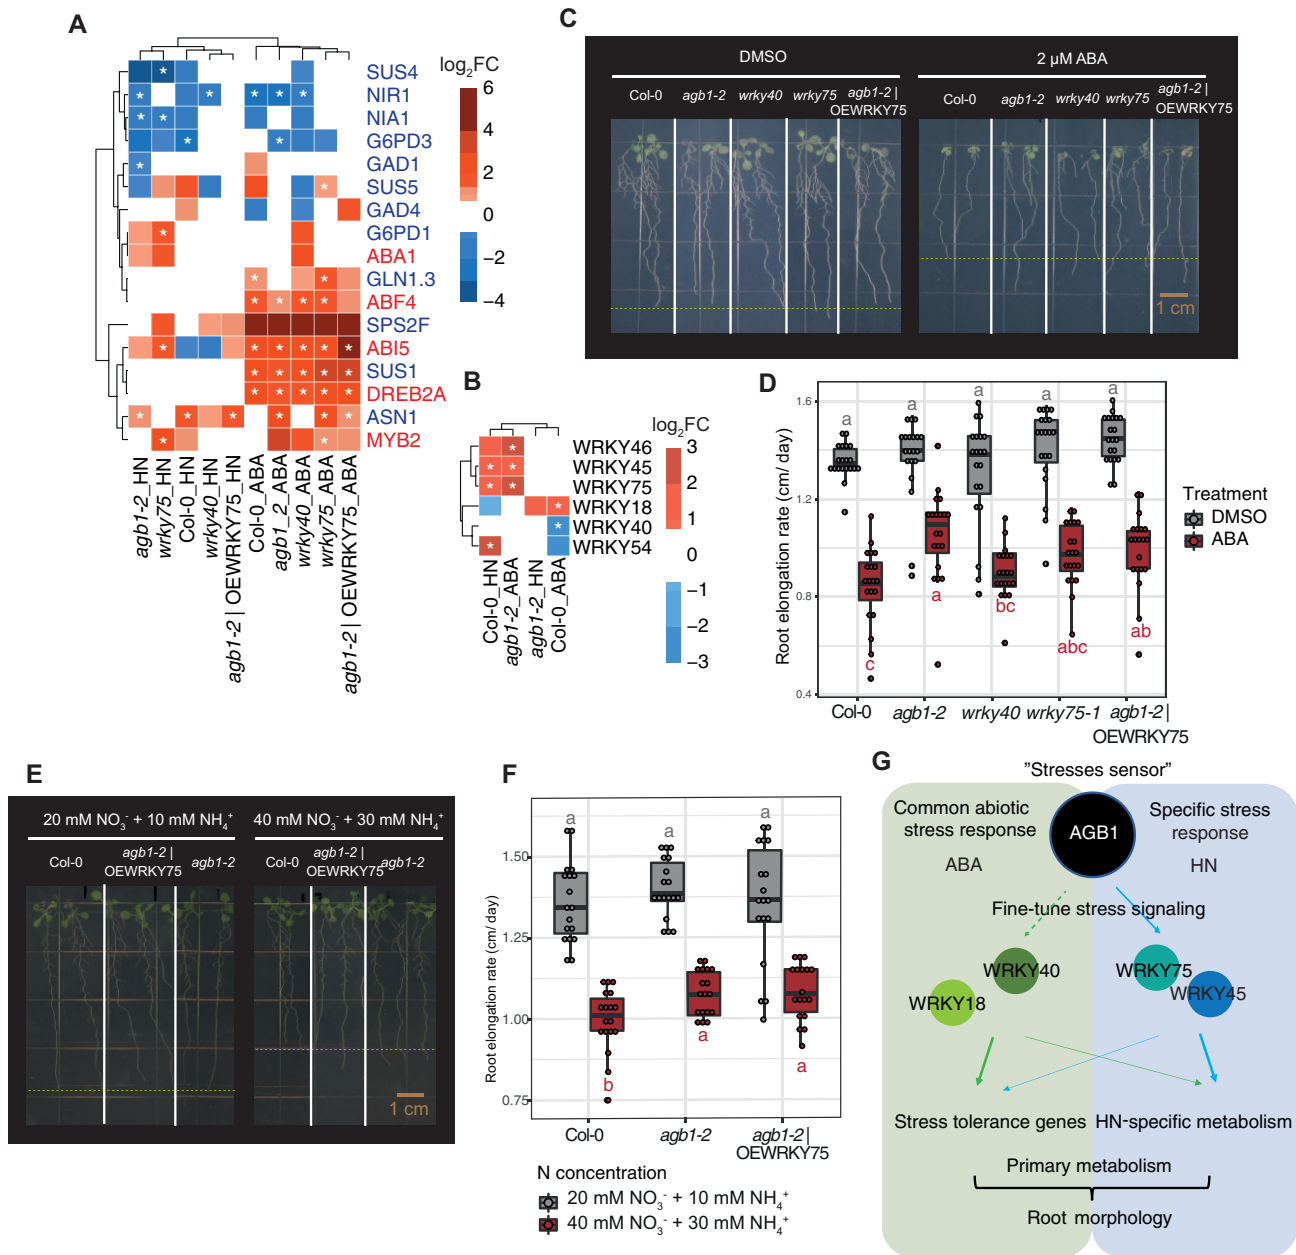 A
log2FC
6
4
2
0
−2
−4
SUS4
NIR1
NIA1
G6PD3
GAD1
SUS5
GAD4
G6PD1
ABA1
GLN1.3
ABF4
SPS2F
ABI5
SUS1
DREB2A
ASN1
MYB2
agb1-2_HN
wrky75_HN
Col-0_HN
wrky40_HN
agb1-2 | OEWRKY75_HN
Col-0_ABA
agb1_2_ABA
wrky40_ABA
wrky75_ABA
agb1-2 | OEWRKY75_ABA
B
log2FC
3
2
1
0
−1
−2
−3
WRKY46
WRKY45
WRKY75
WRKY18
WRKY40
WRKY54
Col-0_HN
agb1-2_ABA
agb1-2_HN
Col-0_ABA
C
DMSO
2 µM ABA
Col-0
agb1-2
wrky40
wrky75
agb1-2 |
OEWRKY75
Col-0
agb1-2
wrky40
wrky75
agb1-2 |
OEWRKY75
1 cm
D
Root elongation rate (cm/ day)
1.6
1.2
0.8
0.4
a
a
a
a
a
c
a
bc
abc
ab
Col-0
agb1-2
wrky40
wrky75-1
agb1-2 |
OEWRKY75
Treatment
DMSO
ABA
E
20 mM NO3- + 10 mM NH4+
40 mM NO3- + 30 mM NH4+
Col-0
agb1-2 |
OEWRKY75
agb1-2
Col-0
agb1-2 |
OEWRKY75
agb1-2
1 cm
F
Root elongation rate (cm/ day)
1.50
1.25
1.00
0.75
a
a
a
b
a
a
Col-0
agb1-2
agb1-2 |
OEWRKY75
N concentration
20 mM NO3- + 10 mM NH4+
40 mM NO3- + 30 mM NH4+
G
"Stresses sensor"
Common abiotic
stress response
ABA
AGB1
Specific stress
response
HN
Fine-tune stress signaling
WRKY40
WRKY18
WRKY75
WRKY45
Stress tolerance genes
HN-specific metabolism
Primary metabolism
Root morphology